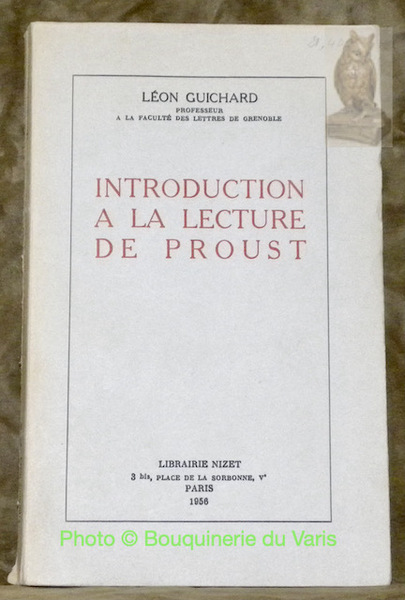 LÉON GUICHARD
PROFESSEUR
A LA FACULTÉ DES LETTRES DE GRENOBLE
INTRODUCTION
A LA LECTURE
DE PROUST
LIBRAIRIE NIZET
3 bis, PLACE DE LA SORBONNE, Vᵉ
PARIS
1956
Photo © Bouquinerie du Varis